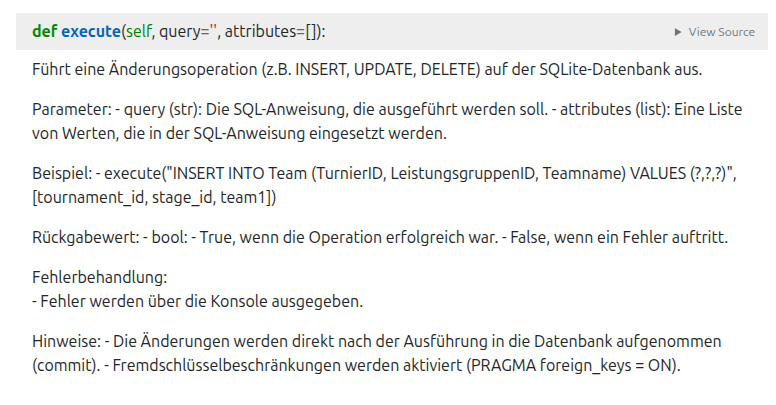 def execute(self, query='', attributes=[]):
▶ View Source
Führt eine Änderungsoperation (z.B. INSERT, UPDATE, DELETE) auf der SQLite-Datenbank aus.
Parameter: - query (str): Die SQL-Anweisung, die ausgeführt werden soll. - attributes (list): Eine Liste
von Werten, die in der SQL-Anweisung eingesetzt werden.
Beispiel: - execute("INSERT INTO Team (TurnierID, LeistungsgruppenID, Teamname) VALUES (?,?,?)",
[tournament_id, stage_id, team1])
Rückgabewert: - bool: - True, wenn die Operation erfolgreich war. - False, wenn ein Fehler auftritt.
Fehlerbehandlung:
- Fehler werden über die Konsole ausgegeben.
Hinweise: - Die Änderungen werden direkt nach der Ausführung in die Datenbank aufgenommen
(commit). - Fremdschlüsselbeschränkungen werden aktiviert (PRAGMA foreign_keys = ON).